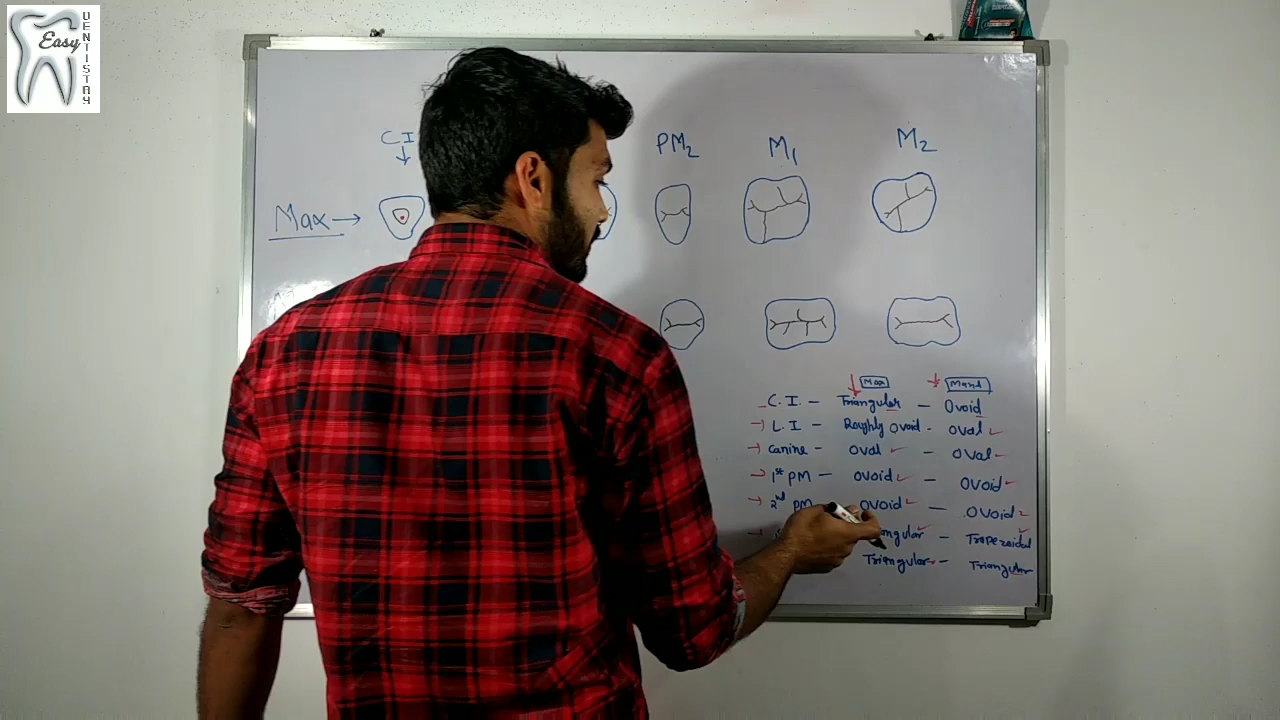 Easy
DENTISTRY
CI
PM2
M1
M2
Max →
Max
Mand
C.I. - Triangular - Ovoid
L.I - Roughly Ovoid - Oval
Canine - Oval - Oval
1st PM - Ovoid - Ovoid
2nd PM Ovoid - Ovoid
- Trapezoidal
Triangular - Triangular